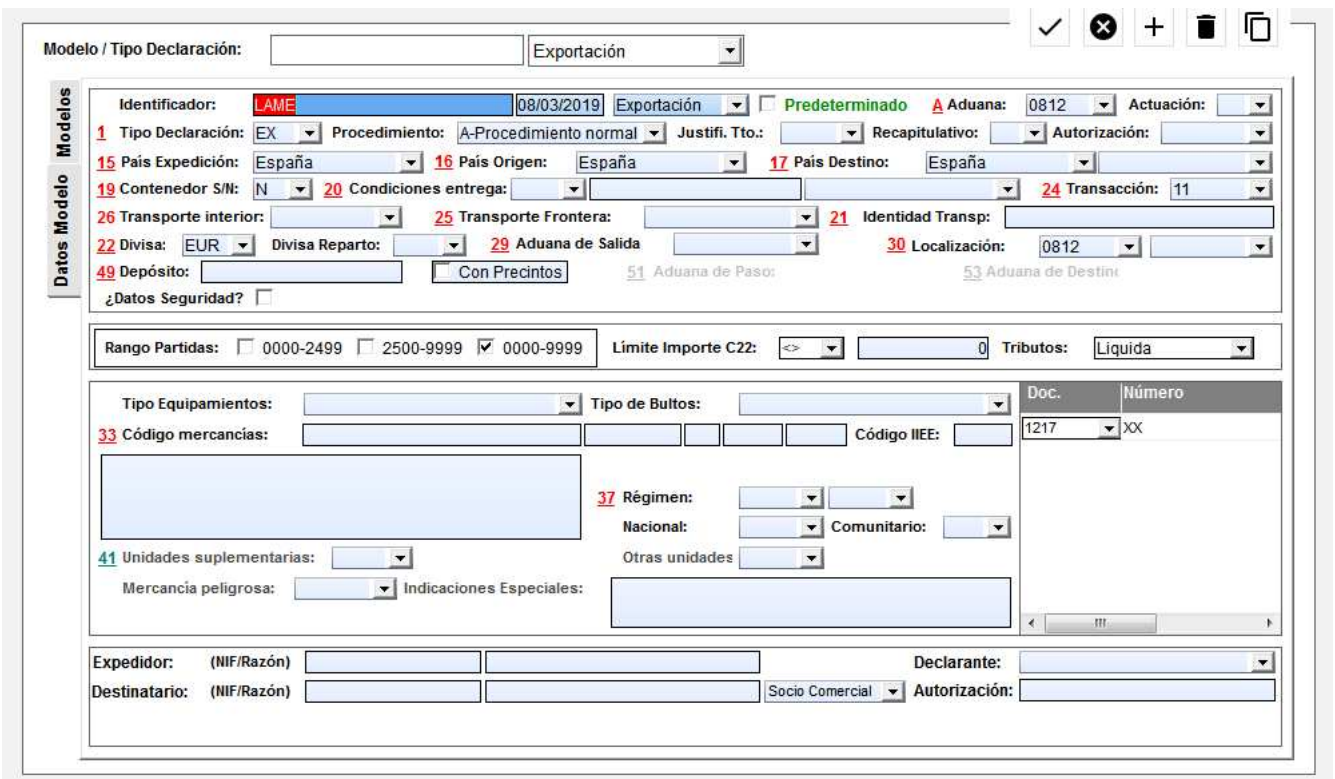 Modelo / Tipo Declaración: Exportación
Modelos
Datos Modelo
Identificador: LAME 08/03/2019 Exportación Predeterminado A Aduana: 0812 Actuación:
1 Tipo Declaración: EX Procedimiento: A-Procedimiento normal Justifi. Tto.: Recapitulativo: Autorización:
15 País Expedición: España 16 País Origen: España 17 País Destino: España
19 Contenedor S/N: N 20 Condiciones entrega: 24 Transacción: 11
26 Transporte interior: 25 Transporte Frontera: 21 Identidad Transp:
22 Divisa: EUR Divisa Reparto: 29 Aduana de Salida 30 Localización: 0812
49 Depósito: Con Precintos 51 Aduana de Paso: 53 Aduana de Destin
¿Datos Seguridad?
Rango Partidas: 0000-2499 2500-9999 0000-9999 Límite Importe C22: <> 0 Tributos: Liquida
Tipo Equipamientos: Tipo de Bultos: Doc. Número
33 Código mercancías: Código IIEE: 1217 XX
37 Régimen:
Nacional: Comunitario:
41 Unidades suplementarias: Otras unidades
Mercancía peligrosa: Indicaciones Especiales:
Expedidor: (NIF/Razón) Declarante:
Destinatario: (NIF/Razón) Socio Comercial Autorización: